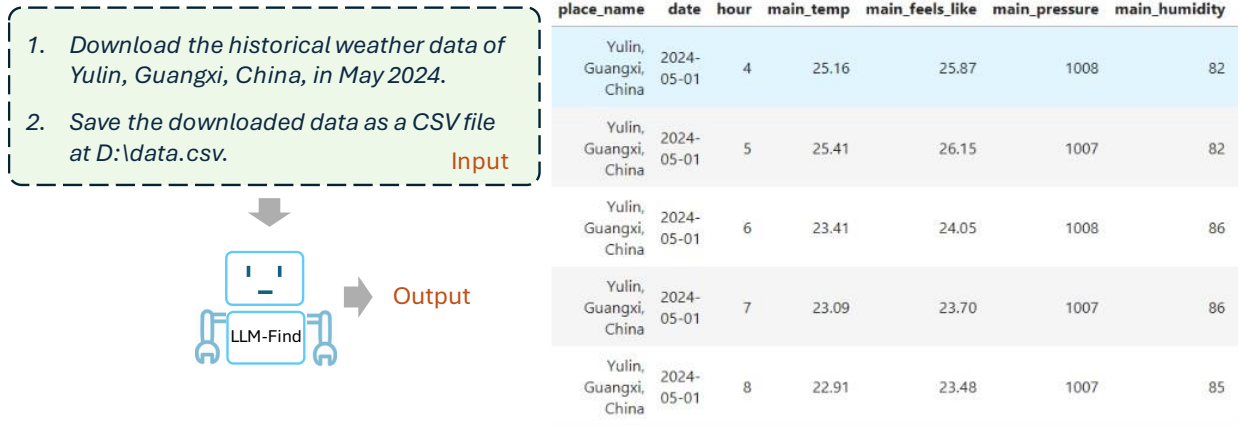 1. Download the historical weather data of
Yulin, Guangxi, China, in May 2024.
2. Save the downloaded data as a CSV file
at D:\data.csv.
Input
LLM-Find
Output
place_name date hour main_temp main_feels_like main_pressure main_humidity
Yulin,
Guangxi,
China
2024-
05-01
4 25.16 25.87 1008 82
Yulin,
Guangxi,
China
2024-
05-01
5 25.41 26.15 1007 82
Yulin,
Guangxi,
China
2024-
05-01
6 23.41 24.05 1008 86
Yulin,
Guangxi,
China
2024-
05-01
7 23.09 23.70 1007 86
Yulin,
Guangxi,
China
2024-
05-01
8 22.91 23.48 1007 85